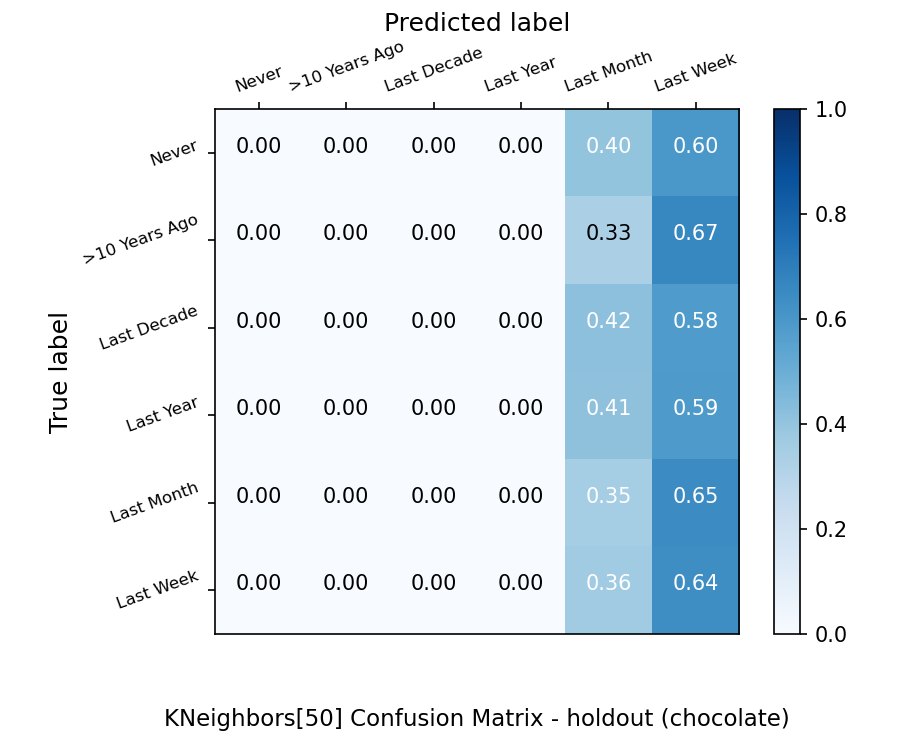 Predicted label
Never >10 Years Ago Last Decade Last Year Last Month Last Week
True label
Never 0.00 0.00 0.00 0.00 0.40 0.60
>10 Years Ago 0.00 0.00 0.00 0.00 0.33 0.67
Last Decade 0.00 0.00 0.00 0.00 0.42 0.58
Last Year 0.00 0.00 0.00 0.00 0.41 0.59
Last Month 0.00 0.00 0.00 0.00 0.35 0.65
Last Week 0.00 0.00 0.00 0.00 0.36 0.64
1.0
0.8
0.6
0.4
0.2
0.0
KNeighbors[50] Confusion Matrix - holdout (chocolate)